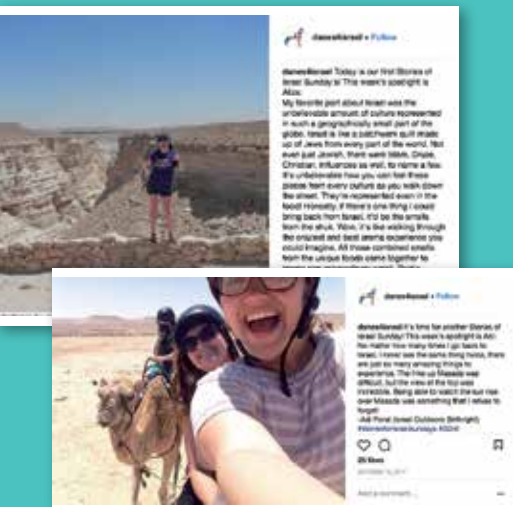 danes4israel • Follow
danes4israel Today is our first Stories of
Israel Sunday's! This week's spotlight is
My favorite part about Israel was the
unbelievable amount of culture represented
in such a geographically small part of the
globe. Israel is like a patchwork quilt made
up of Jews from every part of the world. Not
even just Jewish, there were Islam, Druze,
Christian, influences as well, to name a few.
It's unbelievable how you can feel these
pieces from every culture as you walk down
the street. They're represented even in the
food! Honestly, if there's one thing I could
bring back from Israel, it'd be the smells
from the shuk. Wow, it's like walking through
the craziest and best aroma experience you
could imagine. All those combined smells
from the unique foods came together to
danes4israel • Follow
danes4israel It's time for another Stories of
Israel Sunday! This week's spotlight is
No matter how many times I go back to
Israel, I never see the same thing twice, there
are just so many amazing things to
experience. The hike up Masada was
difficult, but the view at the top was
incredible. Being able to watch the sun rise
over Masada was something that I refuse to
forget!
Israel Outdoors (Birthright)
25 likes
Add a comment...